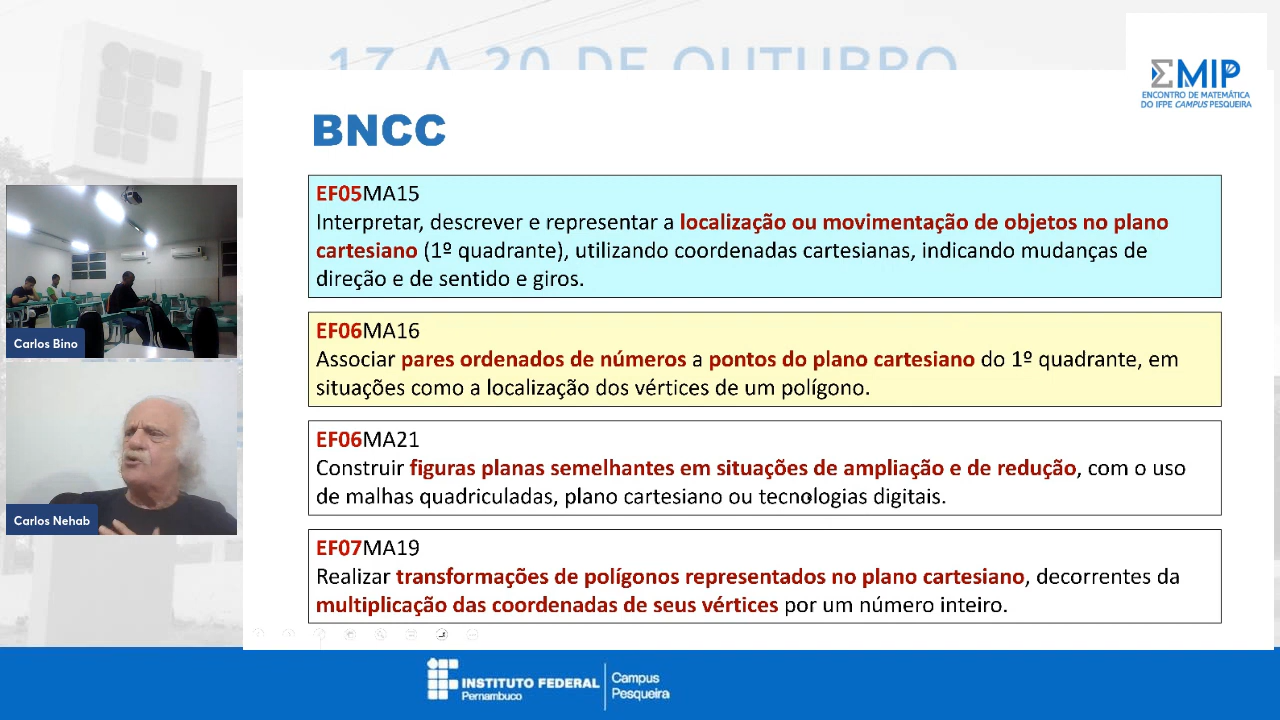 17 A 20 DE OUTUBRO
ΣMIP
ENCONTRO DE MATEMÁTICA
DO IFPE CAMPUS PESQUEIRA
BNCC
EF05MA15
Interpretar, descrever e representar a localização ou movimentação de objetos no plano
cartesiano (1º quadrante), utilizando coordenadas cartesianas, indicando mudanças de
direção e de sentido e giros.
EF06MA16
Associar pares ordenados de números a pontos do plano cartesiano do 1º quadrante, em
situações como a localização dos vértices de um polígono.
EF06MA21
Construir figuras planas semelhantes em situações de ampliação e de redução, com o uso
de malhas quadriculadas, plano cartesiano ou tecnologias digitais.
EF07MA19
Realizar transformações de polígonos representados no plano cartesiano, decorrentes da
multiplicação das coordenadas de seus vértices por um número inteiro.
Carlos Bino
Carlos Nehab
INSTITUTO FEDERAL
Pernambuco
Campus
Pesqueira